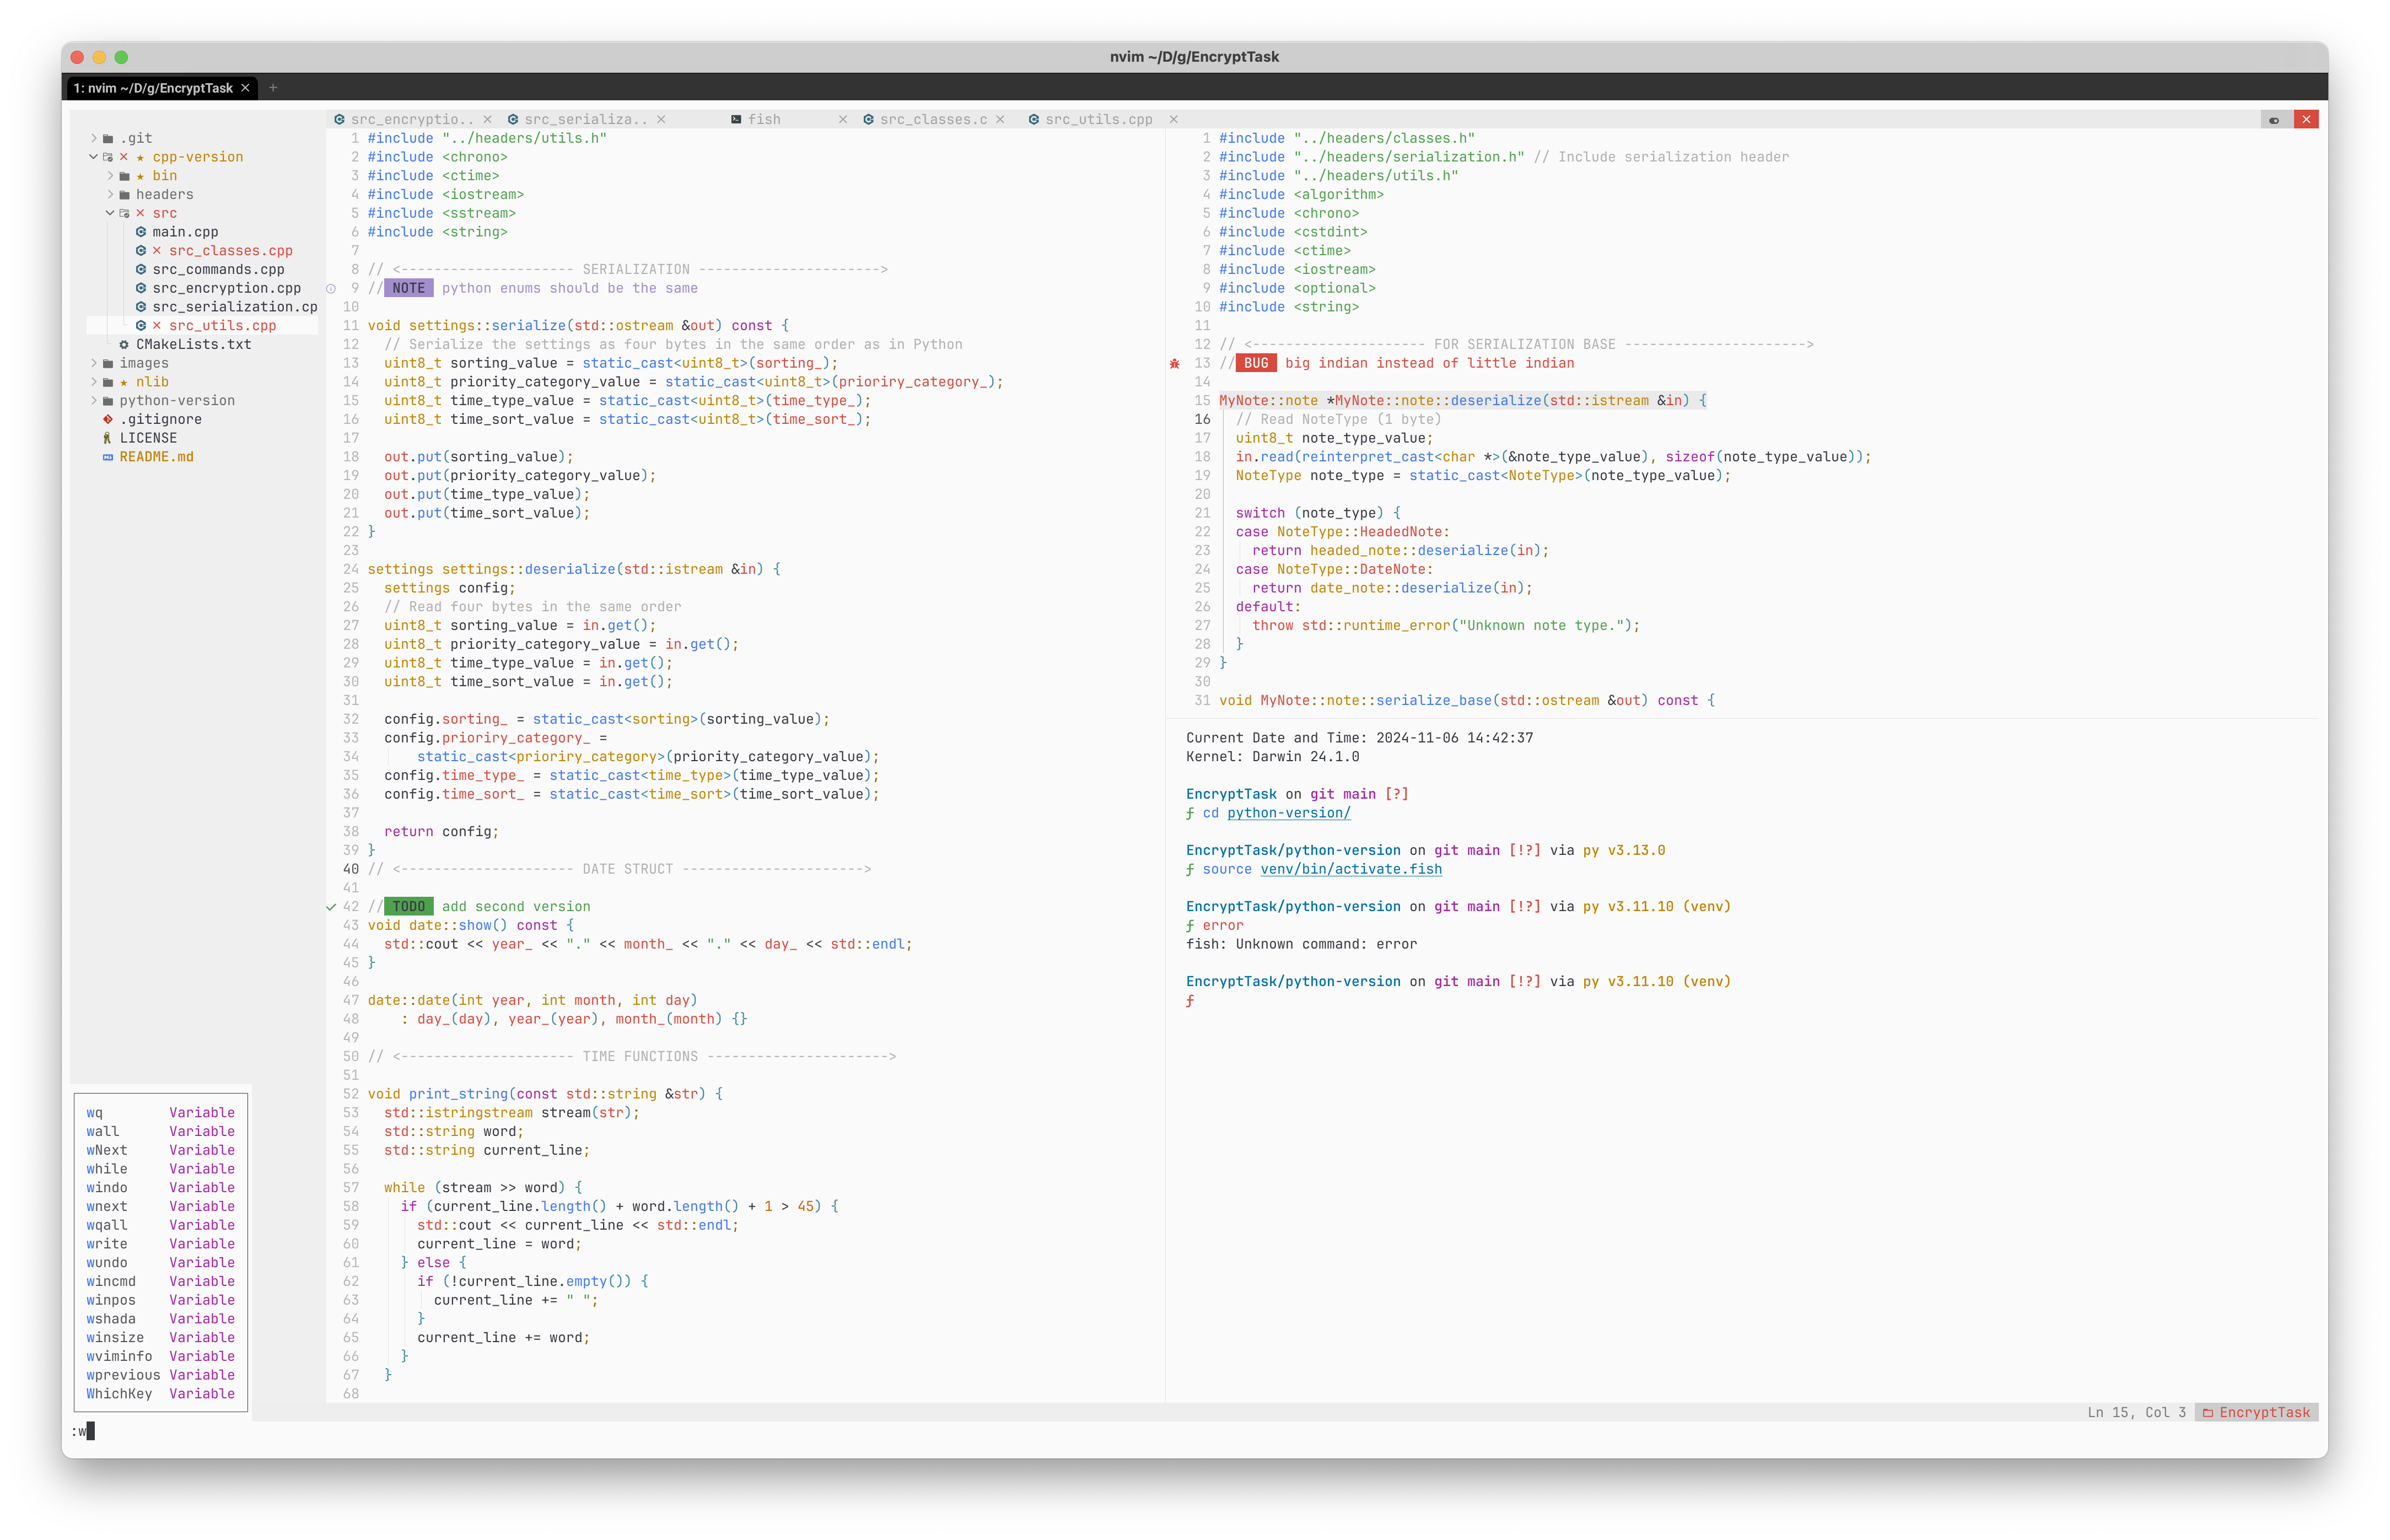 nvim ~/D/g/EncryptTask
1: nvim ~/D/g/EncryptTask
src_encryptio.. src_serializa.. fish src_classes.c src_utils.cpp
.git
cpp-version
bin
headers
src
main.cpp
src_classes.cpp
src_commands.cpp
src_encryption.cpp
src_serialization.cp
src_utils.cpp
CMakeLists.txt
images
nlib
python-version
.gitignore
LICENSE
README.md
1 #include "../headers/utils.h"
2 #include <chrono>
3 #include <ctime>
4 #include <iostream>
5 #include <sstream>
6 #include <string>
7
8 // <--------------------- SERIALIZATION ---------------------->
9 // NOTE python enums should be the same
10
11 void settings::serialize(std::ostream &out) const {
12   // Serialize the settings as four bytes in the same order as in Python
13   uint8_t sorting_value = static_cast<uint8_t>(sorting_);
14   uint8_t priority_category_value = static_cast<uint8_t>(prioriry_category_);
15   uint8_t time_type_value = static_cast<uint8_t>(time_type_);
16   uint8_t time_sort_value = static_cast<uint8_t>(time_sort_);
17
18   out.put(sorting_value);
19   out.put(priority_category_value);
20   out.put(time_type_value);
21   out.put(time_sort_value);
22 }
23
24 settings settings::deserialize(std::istream &in) {
25   settings config;
26   // Read four bytes in the same order
27   uint8_t sorting_value = in.get();
28   uint8_t priority_category_value = in.get();
29   uint8_t time_type_value = in.get();
30   uint8_t time_sort_value = in.get();
31
32   config.sorting_ = static_cast<sorting>(sorting_value);
33   config.prioriry_category_ =
34       static_cast<prioriry_category>(priority_category_value);
35   config.time_type_ = static_cast<time_type>(time_type_value);
36   config.time_sort_ = static_cast<time_sort>(time_sort_value);
37
38   return config;
39 }
40 // <--------------------- DATE STRUCT ---------------------->
41
42 // TODO add second version
43 void date::show() const {
44   std::cout << year_ << "." << month_ << "." << day_ << std::endl;
45 }
46
47 date::date(int year, int month, int day)
48     : day_(day), year_(year), month_(month) {}
49
50 // <--------------------- TIME FUNCTIONS ---------------------->
51
52 void print_string(const std::string &str) {
53   std::istringstream stream(str);
54   std::string word;
55   std::string current_line;
56
57   while (stream >> word) {
58     if (current_line.length() + word.length() + 1 > 45) {
59       std::cout << current_line << std::endl;
60       current_line = word;
61     } else {
62       if (!current_line.empty()) {
63         current_line += " ";
64       }
65       current_line += word;
66     }
67   }
68
1 #include "../headers/classes.h"
2 #include "../headers/serialization.h" // Include serialization header
3 #include "../headers/utils.h"
4 #include <algorithm>
5 #include <chrono>
6 #include <cstdint>
7 #include <ctime>
8 #include <iostream>
9 #include <optional>
10 #include <string>
11
12 // <--------------------- FOR SERIALIZATION BASE ---------------------->
13 // BUG big indian instead of little indian
14
15 MyNote::note *MyNote::note::deserialize(std::istream &in) {
16   // Read NoteType (1 byte)
17   uint8_t note_type_value;
18   in.read(reinterpret_cast<char *>(&note_type_value), sizeof(note_type_value));
19   NoteType note_type = static_cast<NoteType>(note_type_value);
20
21   switch (note_type) {
22   case NoteType::HeadedNote:
23     return headed_note::deserialize(in);
24   case NoteType::DateNote:
25     return date_note::deserialize(in);
26   default:
27     throw std::runtime_error("Unknown note type.");
28   }
29 }
30
31 void MyNote::note::serialize_base(std::ostream &out) const {
Current Date and Time: 2024-11-06 14:42:37
Kernel: Darwin 24.1.0
EncryptTask on git main [?]
ƒ cd python-version/
EncryptTask/python-version on git main [!?] via py v3.13.0
ƒ source venv/bin/activate.fish
EncryptTask/python-version on git main [!?] via py v3.11.10 (venv)
ƒ error
fish: Unknown command: error
EncryptTask/python-version on git main [!?] via py v3.11.10 (venv)
ƒ
wq Variable
wall Variable
wNext Variable
while Variable
windo Variable
wnext Variable
wqall Variable
write Variable
wundo Variable
wincmd Variable
winpos Variable
wshada Variable
winsize Variable
wviminfo Variable
wprevious Variable
WhichKey Variable
Ln 15, Col 3 EncryptTask
:w